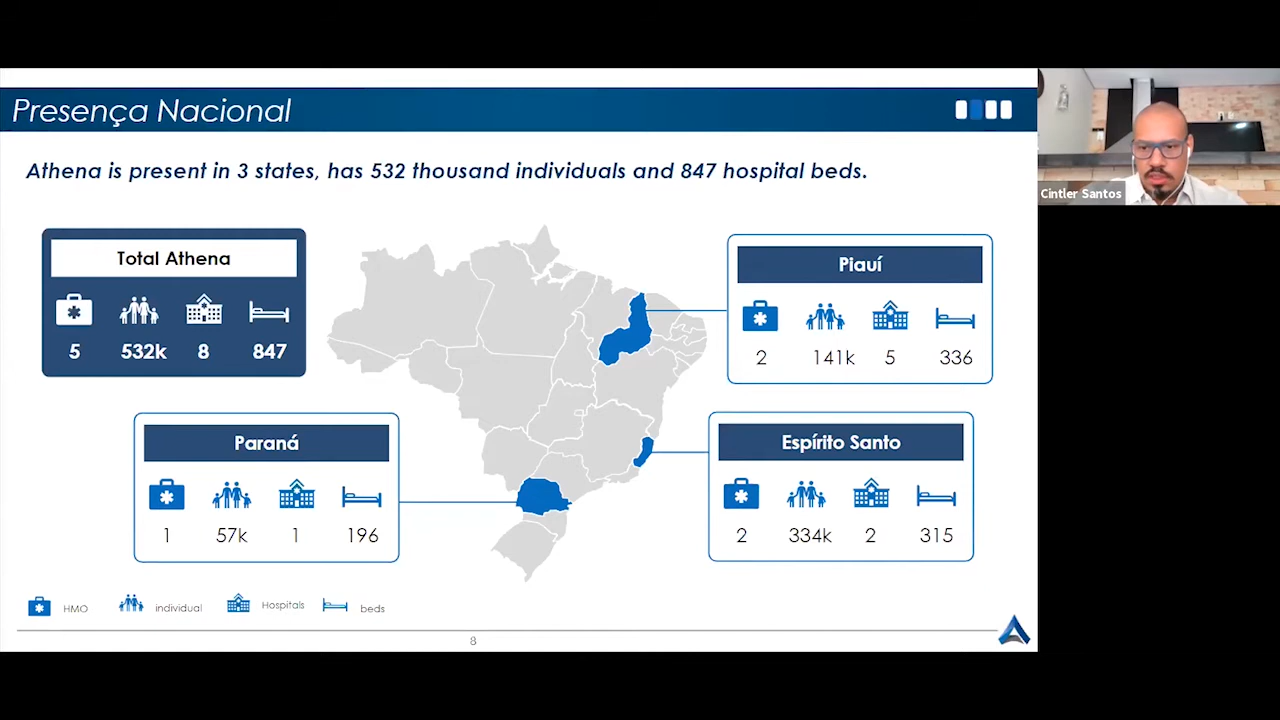 Presença Nacional
Athena is present in 3 states, has 532 thousand individuals and 847 hospital beds.
Cíntler Santos
Total Athena
5 532k 8 847
Piauí
2 141k 5 336
Paraná
1 57k 1 196
Espírito Santo
2 334k 2 315
HMO individual Hospitals beds
8